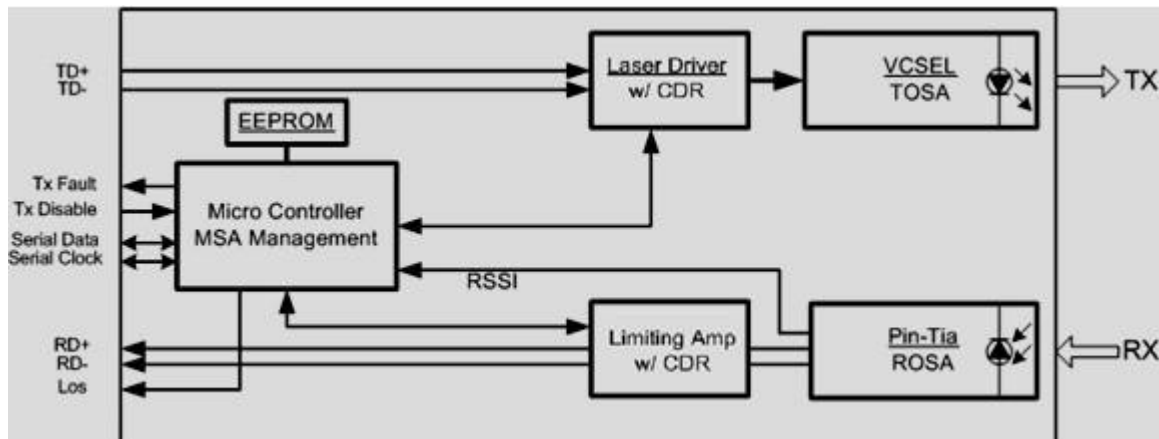 TD+
TD-
Laser Driver
w/ CDR
VCSEL
TOSA
TX
EEPROM
Tx Fault
Tx Disable
Serial Data
Serial Clock
Micro Controller
MSA Management
RSSI
RD+
RD-
Los
Limiting Amp
w/ CDR
Pin-Tia
ROSA
RX